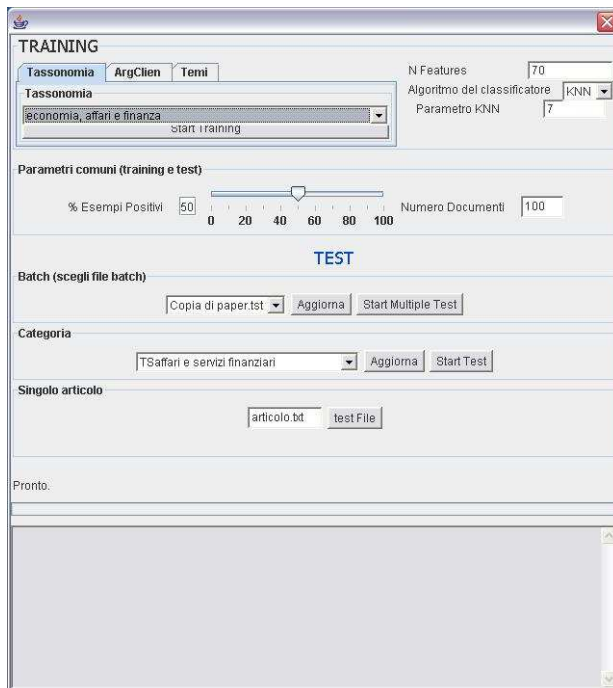 TRAINING
Tassonomia ArgClien Temi
Tassonomia
economia, affari e finanza
Start Training
N Features 70
Algoritmo del classificatore KNN
Parametro KNN 7
Parametri comuni (training e test)
% Esempi Positivi 50
0 20 40 60 80 100
Numero Documenti 100
TEST
Batch (scegli file batch)
Copia di paper.tst Aggiorna Start Multiple Test
Categoria
TSaffari e servizi finanziari Aggiorna Start Test
Singolo articolo
articolo.txt test File
Pronto.